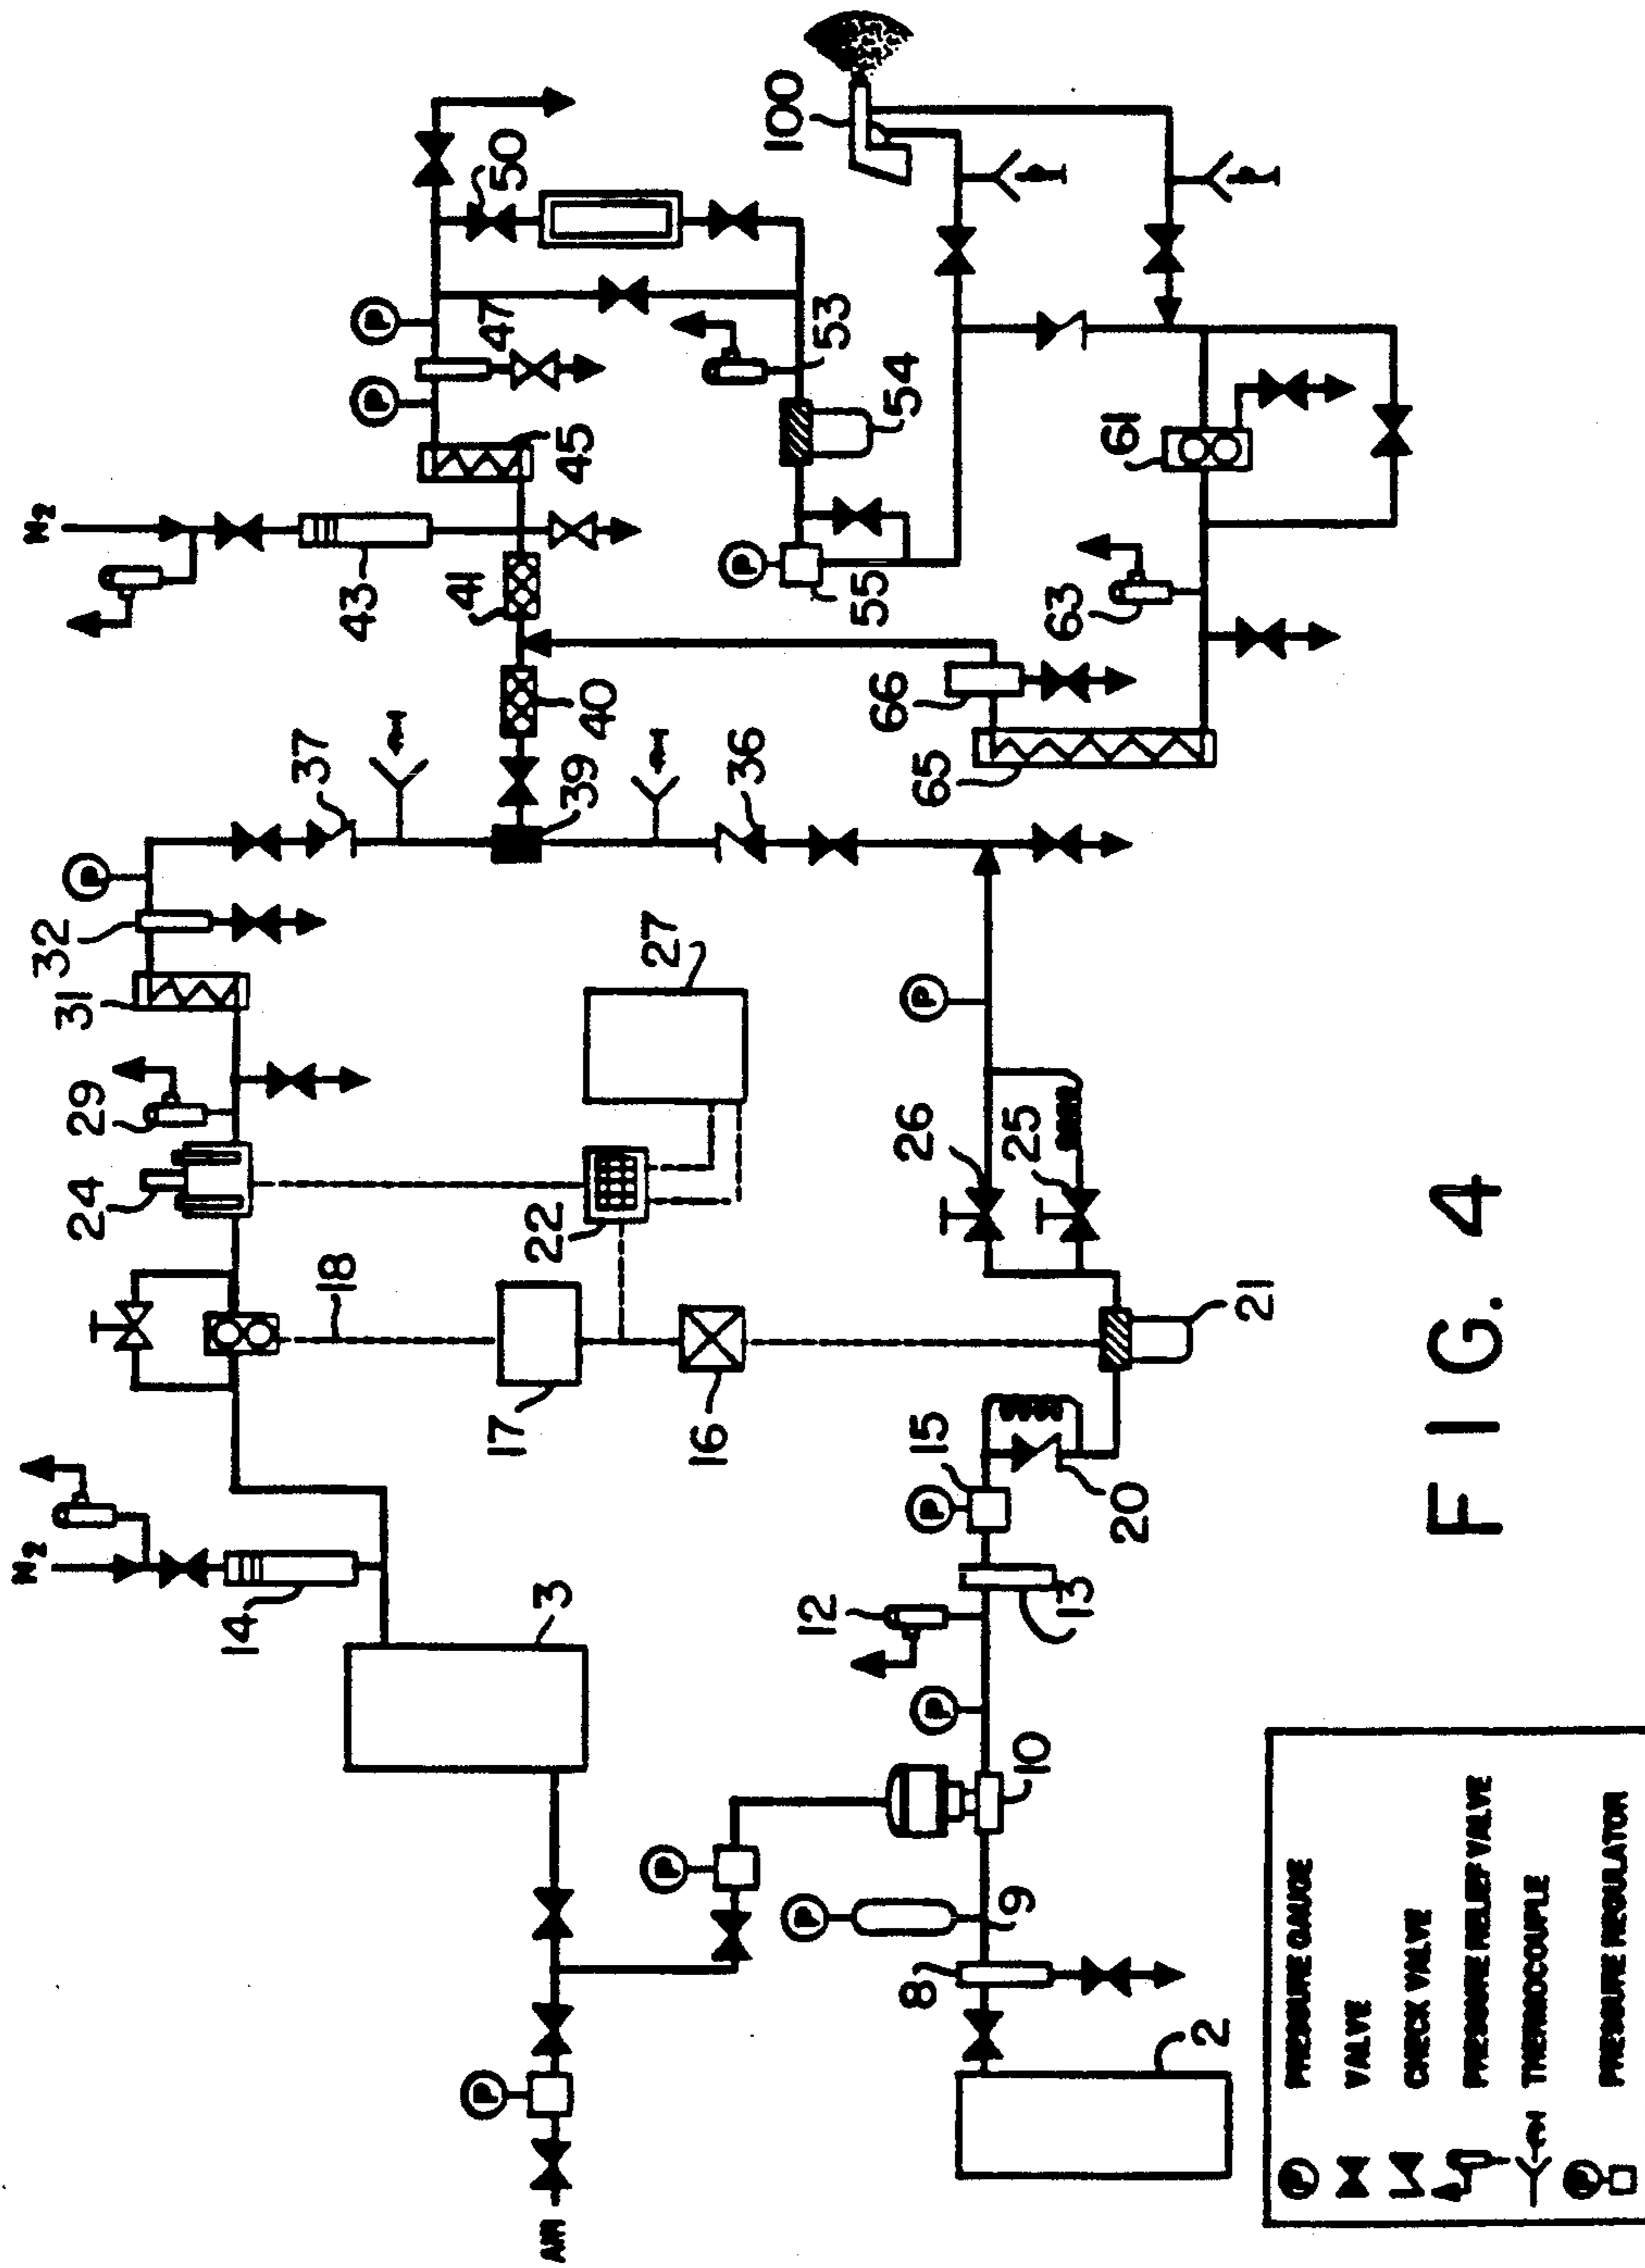 N2
N2
32
P
31
24
29
14
37
18
43
P
P
41
P
17
47
50
AIR
3
22
39
45
40
P
27
16
36
P
100
P
12
53
55
66
54
8
P
15
26
P
65
9
10
25
63
13
20
61
2
21
PRESSURE GAUGE
VALVE
CHECK VALVE
PRESSURE RELIEF VALVE
THERMOCOUPLE
PRESSURE REGULATOR
FIG. 4